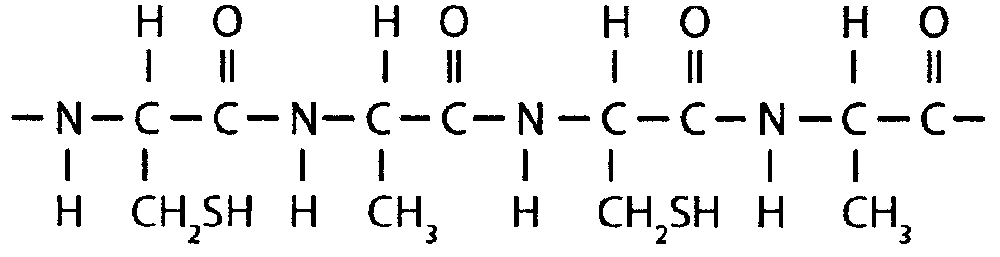 H O H O H O H O
– N – C – C – N – C – C – N – C – C – N – C – C –
H CH₂SH H CH₃ H CH₂SH H CH₃